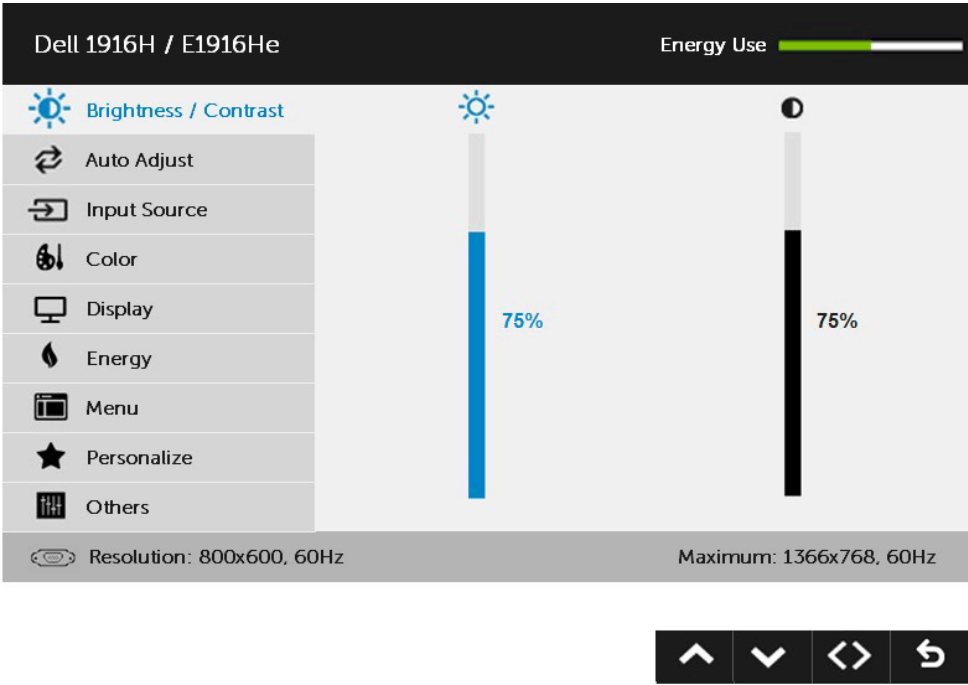 Dell 1916H / E1916He
Energy Use
Brightness / Contrast
Auto Adjust
Input Source
Color
Display
75%
75%
Energy
Menu
Personalize
Others
Resolution: 800x600, 60Hz
Maximum: 1366x768, 60Hz